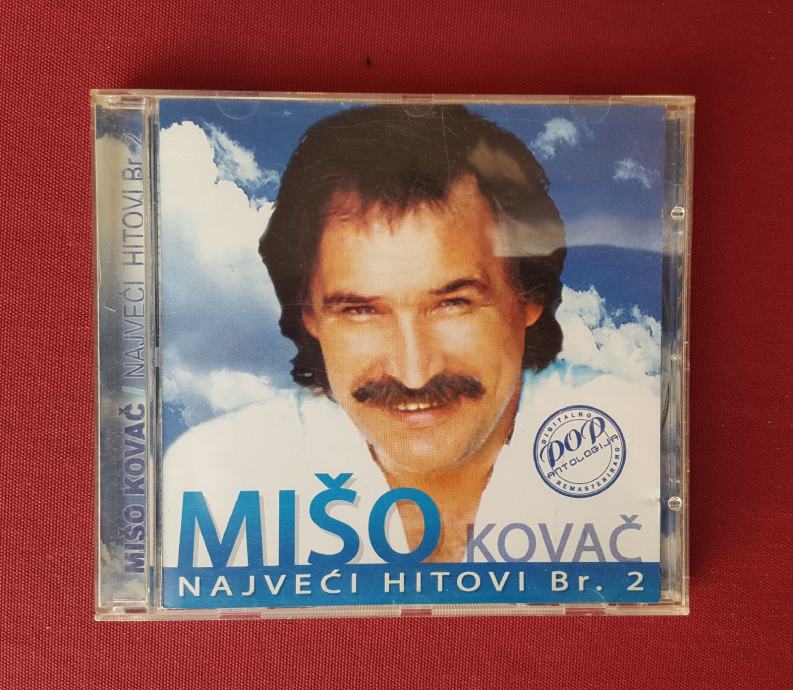 MIŠO KOVAČ / NAJVEĆI HITOVI Br. 2
DIGITALNO
POP
ANTOLOGIJA
REMASTERIRANO
MIŠO KOVAČ
NAJVEĆI HITOVI Br. 2